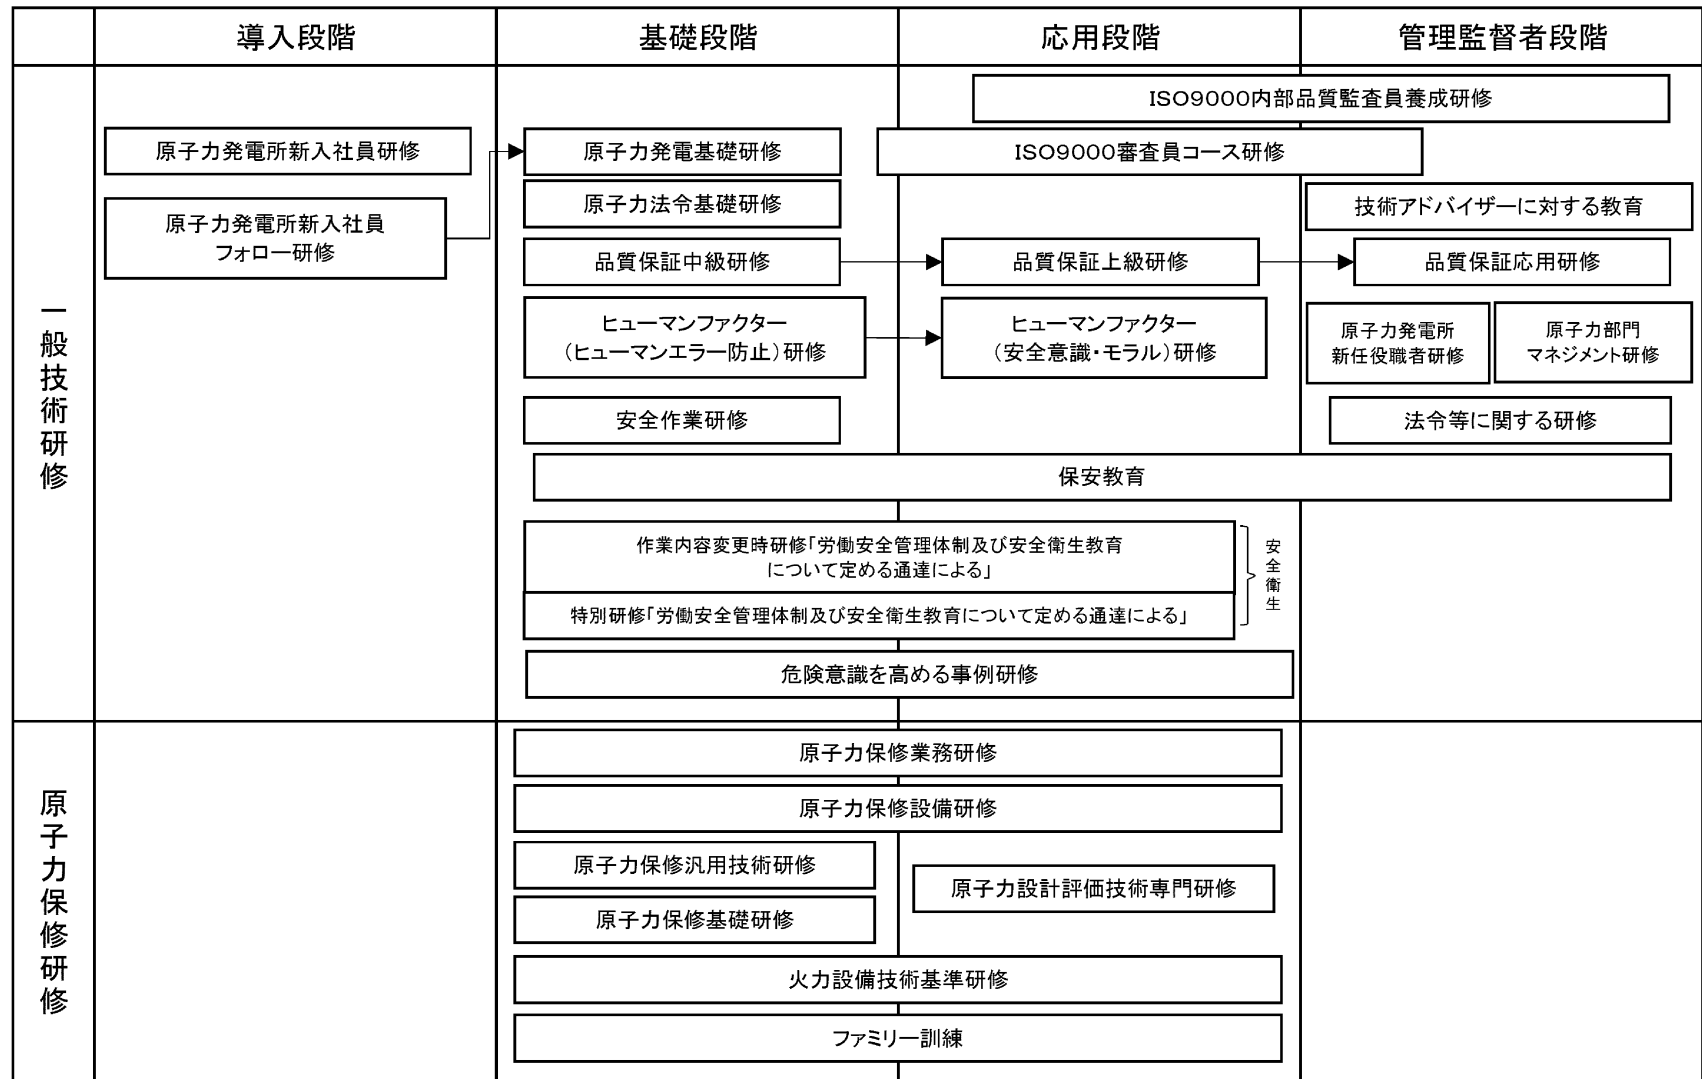 導入段階
基礎段階
応用段階
管理監督者段階
一般技術研修
ISO9000内部品質監査員養成研修
原子力発電所新入社員研修
原子力発電基礎研修
ISO9000審査員コース研修
原子力法令基礎研修
技術アドバイザーに対する教育
原子力発電所新入社員
フォロー研修
品質保証中級研修
品質保証上級研修
品質保証応用研修
ヒューマンファクター
（ヒューマンエラー防止）研修
ヒューマンファクター
（安全意識・モラル）研修
原子力発電所
新任役職者研修
原子力部門
マネジメント研修
安全作業研修
法令等に関する研修
保安教育
作業内容変更時研修「労働安全管理体制及び安全衛生教育
について定める通達による」
特別研修「労働安全管理体制及び安全衛生教育について定める通達による」
安全衛生
危険意識を高める事例研修
原子力保修研修
原子力保修業務研修
原子力保修設備研修
原子力保修汎用技術研修
原子力設計評価技術専門研修
原子力保修基礎研修
火力設備技術基準研修
ファミリー訓練